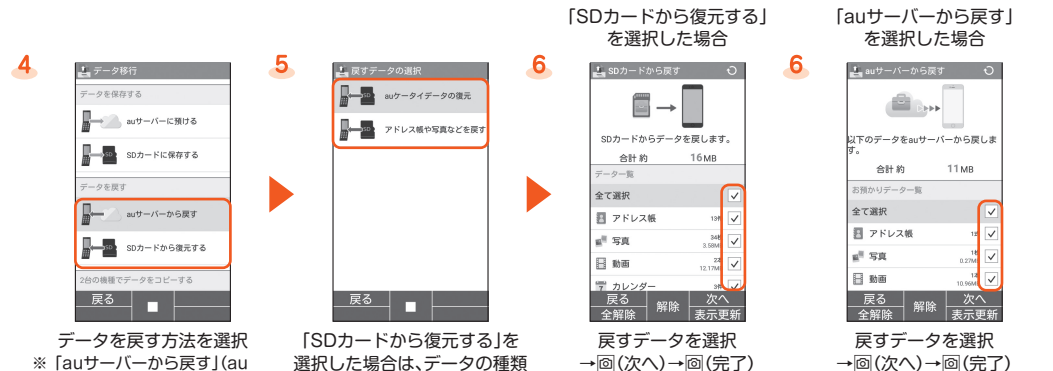 4
データ移行
データを保存する
auサーバーに預ける
SDカードに保存する
データを戻す
auサーバーから戻す
SDカードから復元する
2台の機種でデータをコピーする
戻る
データを戻す方法を選択
※「auサーバーから戻す」(au
5
戻すデータの選択
auケータイデータの復元
アドレス帳や写真などを戻す
戻る
「SDカードから復元する」を
選択した場合は、データの種類
「SDカードから復元する」
を選択した場合
6
SDカードから戻す
SDカードからデータを戻します。
合計 約 16MB
データ一覧
全て選択
アドレス帳 13件
写真
3.58M
動画
12.17M
カレンダー
戻る 解除 次へ
全解除 表示更新
戻すデータを選択
→回(次へ)→回(完了)
「auサーバーから戻す」
を選択した場合
6
auサーバーから戻す
以下のデータをauサーバーから戻しま
す。
合計 約 11MB
お預かりデータ一覧
全て選択
アドレス帳
写真
0.27M
動画
10.96M
戻る 解除 次へ
全解除 表示更新
戻すデータを選択
→回(次へ)→回(完了)